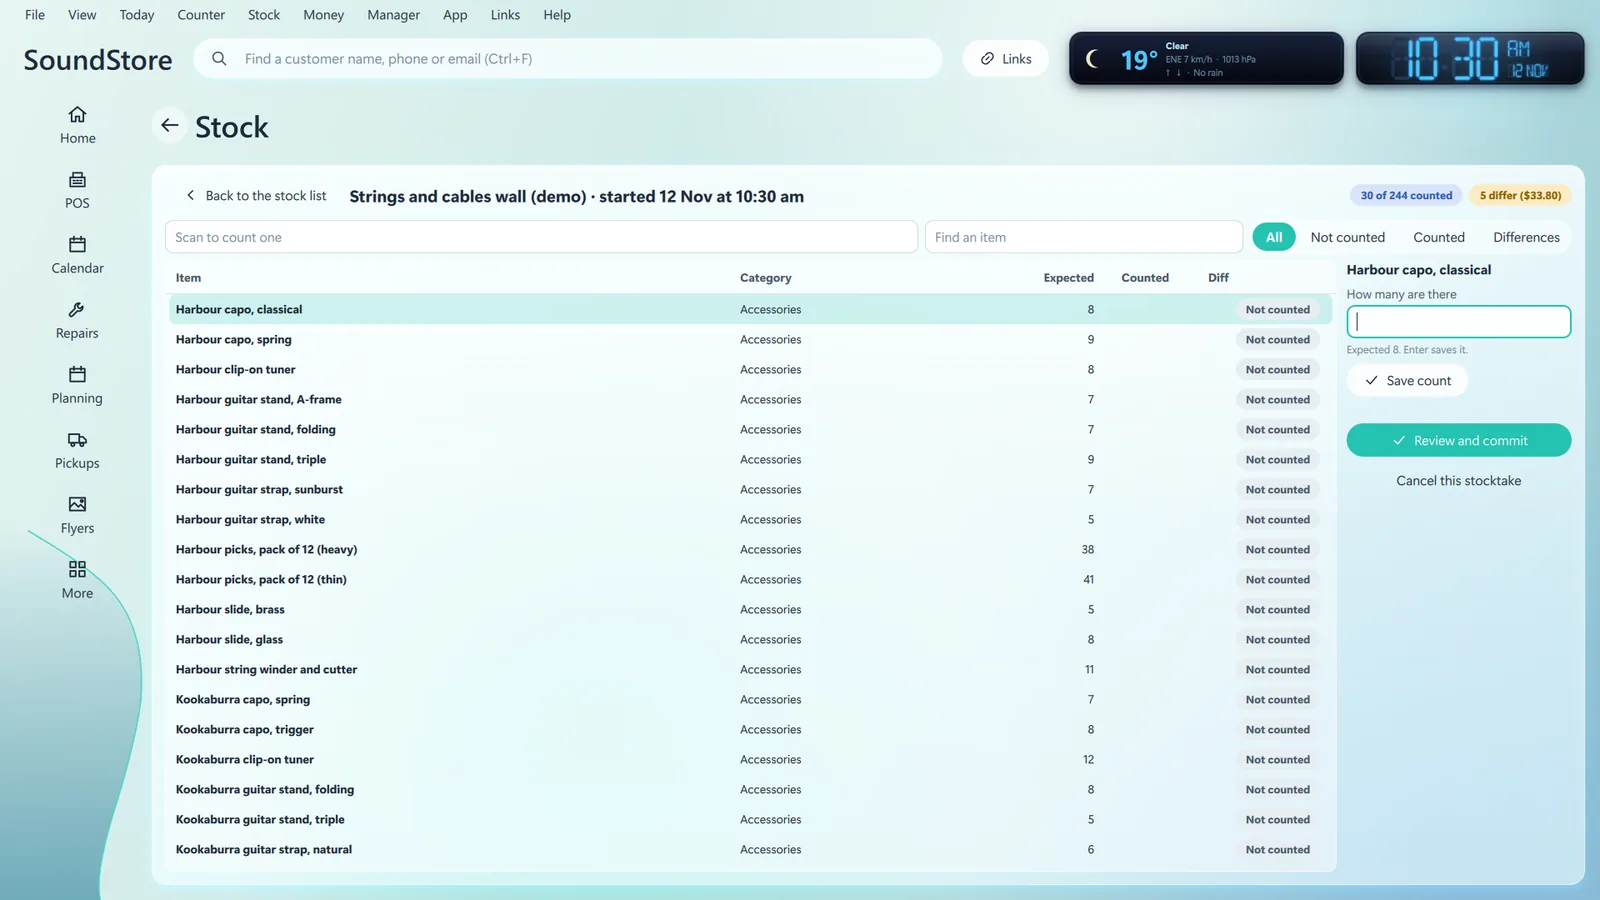 File View Today Counter Stock Money Manager App Links Help
SoundStore
Find a customer name, phone or email (Ctrl+F)
Links
19°
Clear
ENE 7 km/h · 1013 hPa
↑ ↓ · No rain
10:30 AM
12 NOV
Home
POS
Calendar
Repairs
Planning
Pickups
Flyers
More
Stock
Back to the stock list
Strings and cables wall (demo) · started 12 Nov at 10:30 am
30 of 244 counted
5 differ ($33.80)
Scan to count one
Find an item
All Not counted Counted Differences
Item Category Expected Counted Diff
Harbour capo, classical Accessories 8 Not counted
Harbour capo, spring Accessories 9 Not counted
Harbour clip-on tuner Accessories 8 Not counted
Harbour guitar stand, A-frame Accessories 7 Not counted
Harbour guitar stand, folding Accessories 7 Not counted
Harbour guitar stand, triple Accessories 9 Not counted
Harbour guitar strap, sunburst Accessories 7 Not counted
Harbour guitar strap, white Accessories 5 Not counted
Harbour picks, pack of 12 (heavy) Accessories 38 Not counted
Harbour picks, pack of 12 (thin) Accessories 41 Not counted
Harbour slide, brass Accessories 5 Not counted
Harbour slide, glass Accessories 8 Not counted
Harbour string winder and cutter Accessories 11 Not counted
Kookaburra capo, spring Accessories 7 Not counted
Kookaburra capo, trigger Accessories 8 Not counted
Kookaburra clip-on tuner Accessories 12 Not counted
Kookaburra guitar stand, folding Accessories 8 Not counted
Kookaburra guitar stand, triple Accessories 5 Not counted
Kookaburra guitar strap, natural Accessories 6 Not counted
Harbour capo, classical
How many are there
Expected 8. Enter saves it.
Save count
Review and commit
Cancel this stocktake